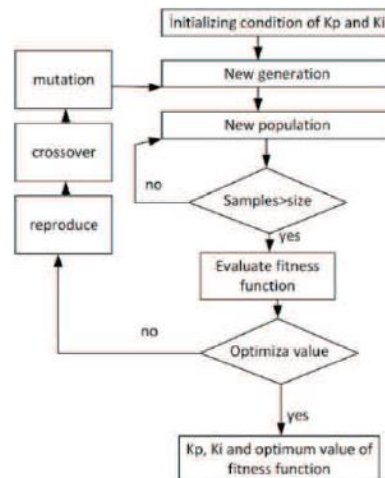 İnitializing condition of Kp and Ki
mutation
New generation
New population
crossover
no
Samples>size
reproduce
yes
Evaluate fitness
function
no
Optimiza value
yes
Kp, Ki and optimum value of
fitness function